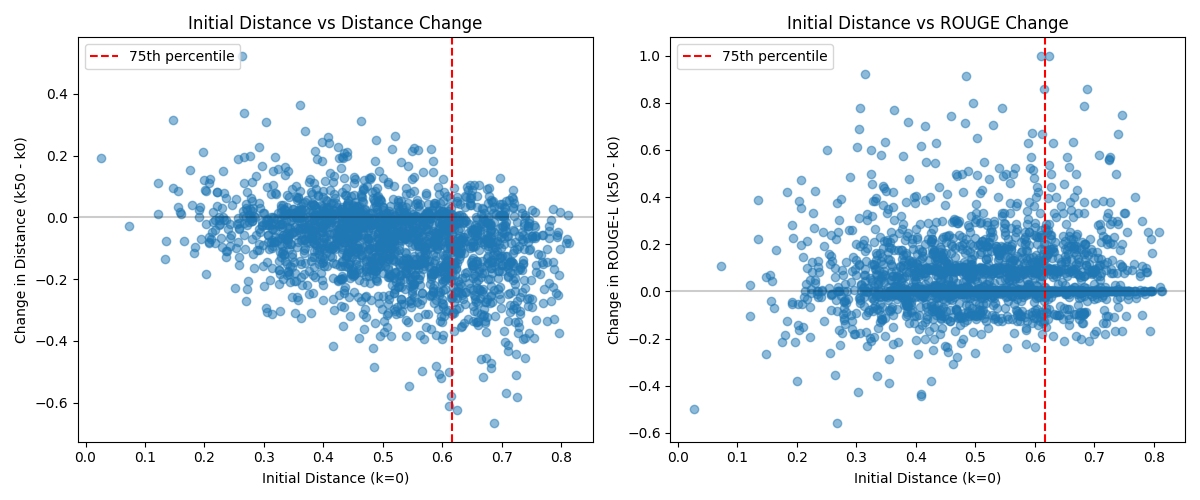 Initial Distance vs Distance Change
75th percentile
Change in Distance (k50 - k0)
0.4
0.2
0.0
−0.2
−0.4
−0.6
0.0 0.1 0.2 0.3 0.4 0.5 0.6 0.7 0.8
Initial Distance (k=0)
Initial Distance vs ROUGE Change
75th percentile
Change in ROUGE-L (k50 - k0)
1.0
0.8
0.6
0.4
0.2
0.0
−0.2
−0.4
−0.6
0.0 0.1 0.2 0.3 0.4 0.5 0.6 0.7 0.8
Initial Distance (k=0)